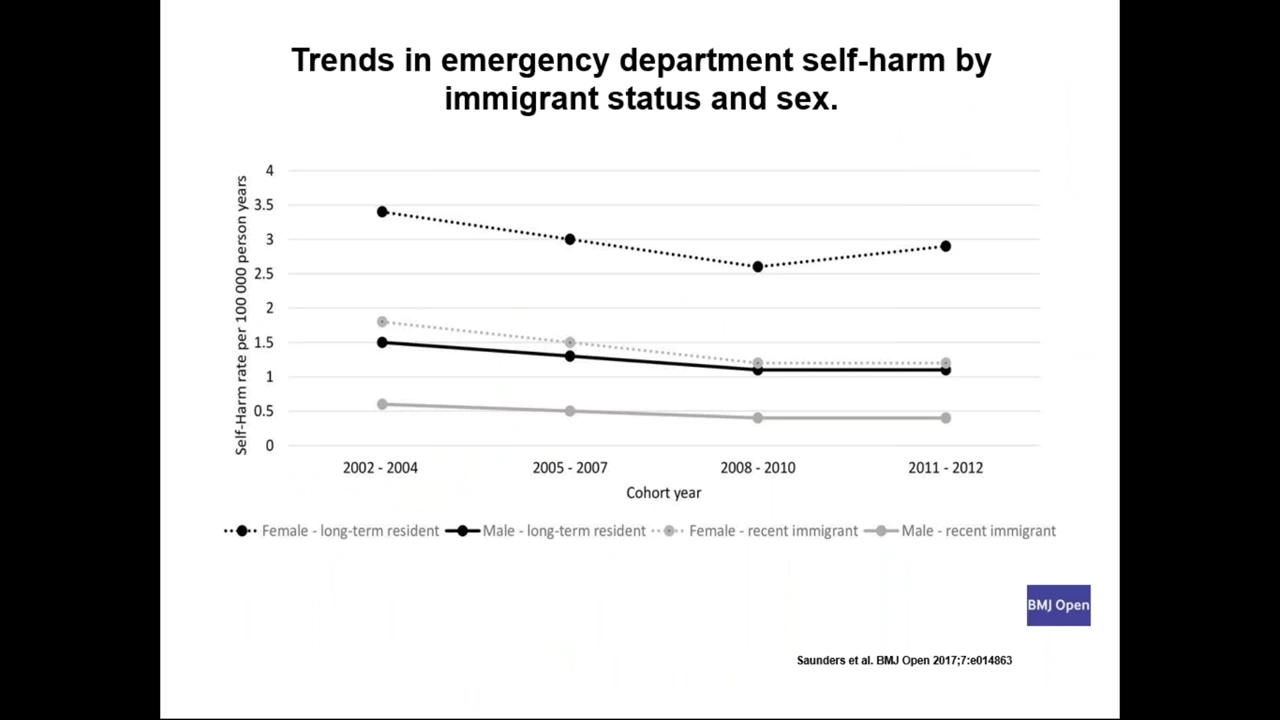 Trends in emergency department self-harm by
immigrant status and sex.
Self-Harm rate per 100 000 person years
4
3.5
3
2.5
2
1.5
1
0.5
0
2002 - 2004 2005 - 2007 2008 - 2010 2011 - 2012
Cohort year
Female - long-term resident Male - long-term resident Female - recent immigrant Male - recent immigrant
BMJ Open
Saunders et al. BMJ Open 2017;7:e014863